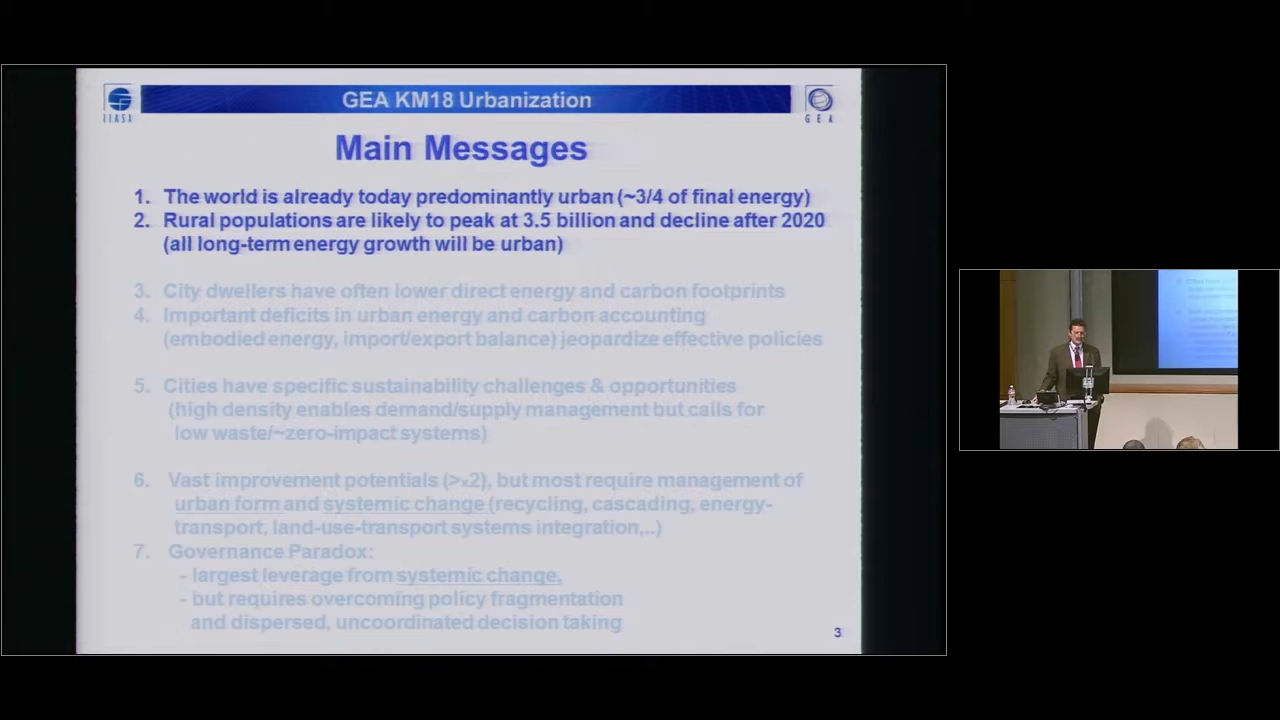 GEA KM18 Urbanization
IIASA
GEA
Main Messages
1. The world is already today predominantly urban (~3/4 of final energy)
2. Rural populations are likely to peak at 3.5 billion and decline after 2020
(all long-term energy growth will be urban)
3. City dwellers have often lower direct energy and carbon footprints
4. Important deficits in urban energy and carbon accounting
(embodied energy, import/export balance) jeopardize effective policies
5. Cities have specific sustainability challenges & opportunities
(high density enables demand/supply management but calls for
low waste/~zero-impact systems)
6. Vast improvement potentials (>x2), but most require management of
urban form and systemic change (recycling, cascading, energy-
transport, land-use-transport systems integration,..)
7. Governance Paradox:
- largest leverage from systemic change,
- but requires overcoming policy fragmentation
and dispersed, uncoordinated decision taking
3